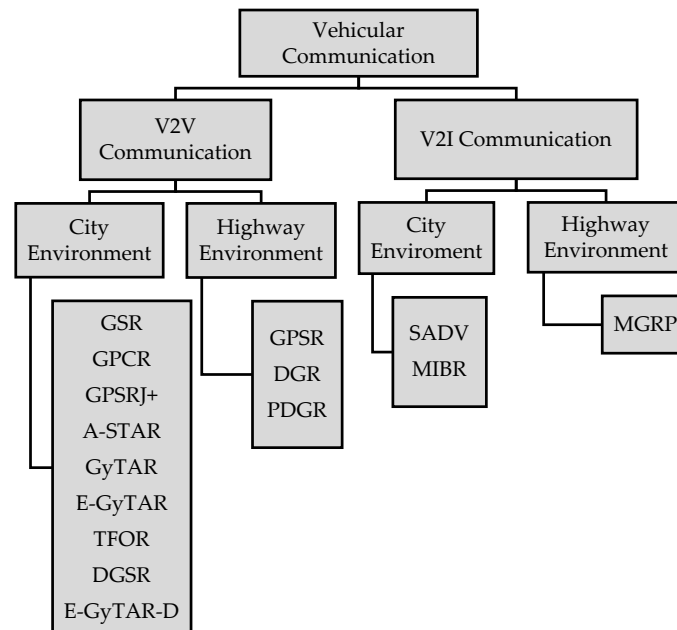 Vehicular
Communication
V2V
Communication
V2I Communication
City
Environment
Highway
Environment
City
Enviroment
Highway
Environment
GSR
GPCR
GPSRJ+
A-STAR
GyTAR
E-GyTAR
TFOR
DGSR
E-GyTAR-D
GPSR
DGR
PDGR
SADV
MIBR
MGRP